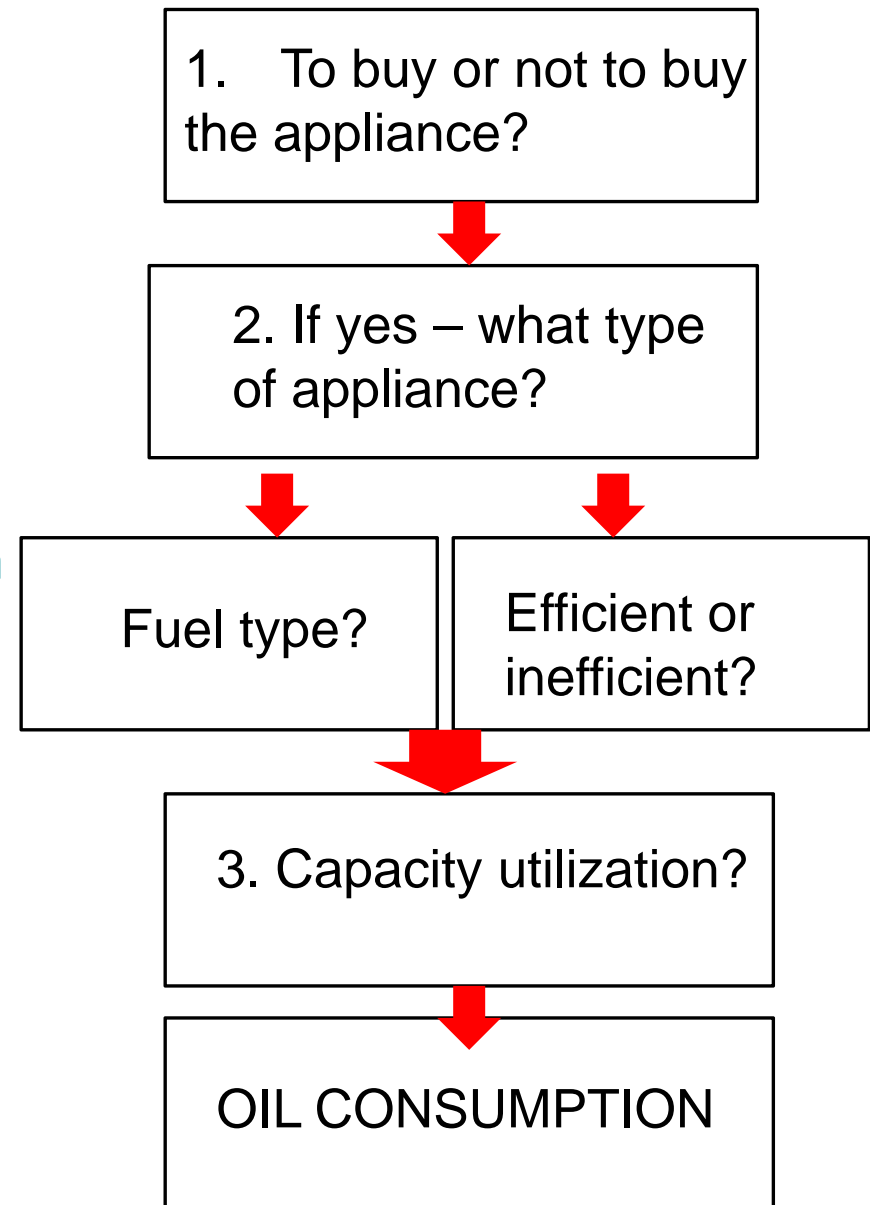 1. To buy or not to buy
the appliance?
2. If yes – what type
of appliance?
Fuel type?
Efficient or
inefficient?
3. Capacity utilization?
OIL CONSUMPTION